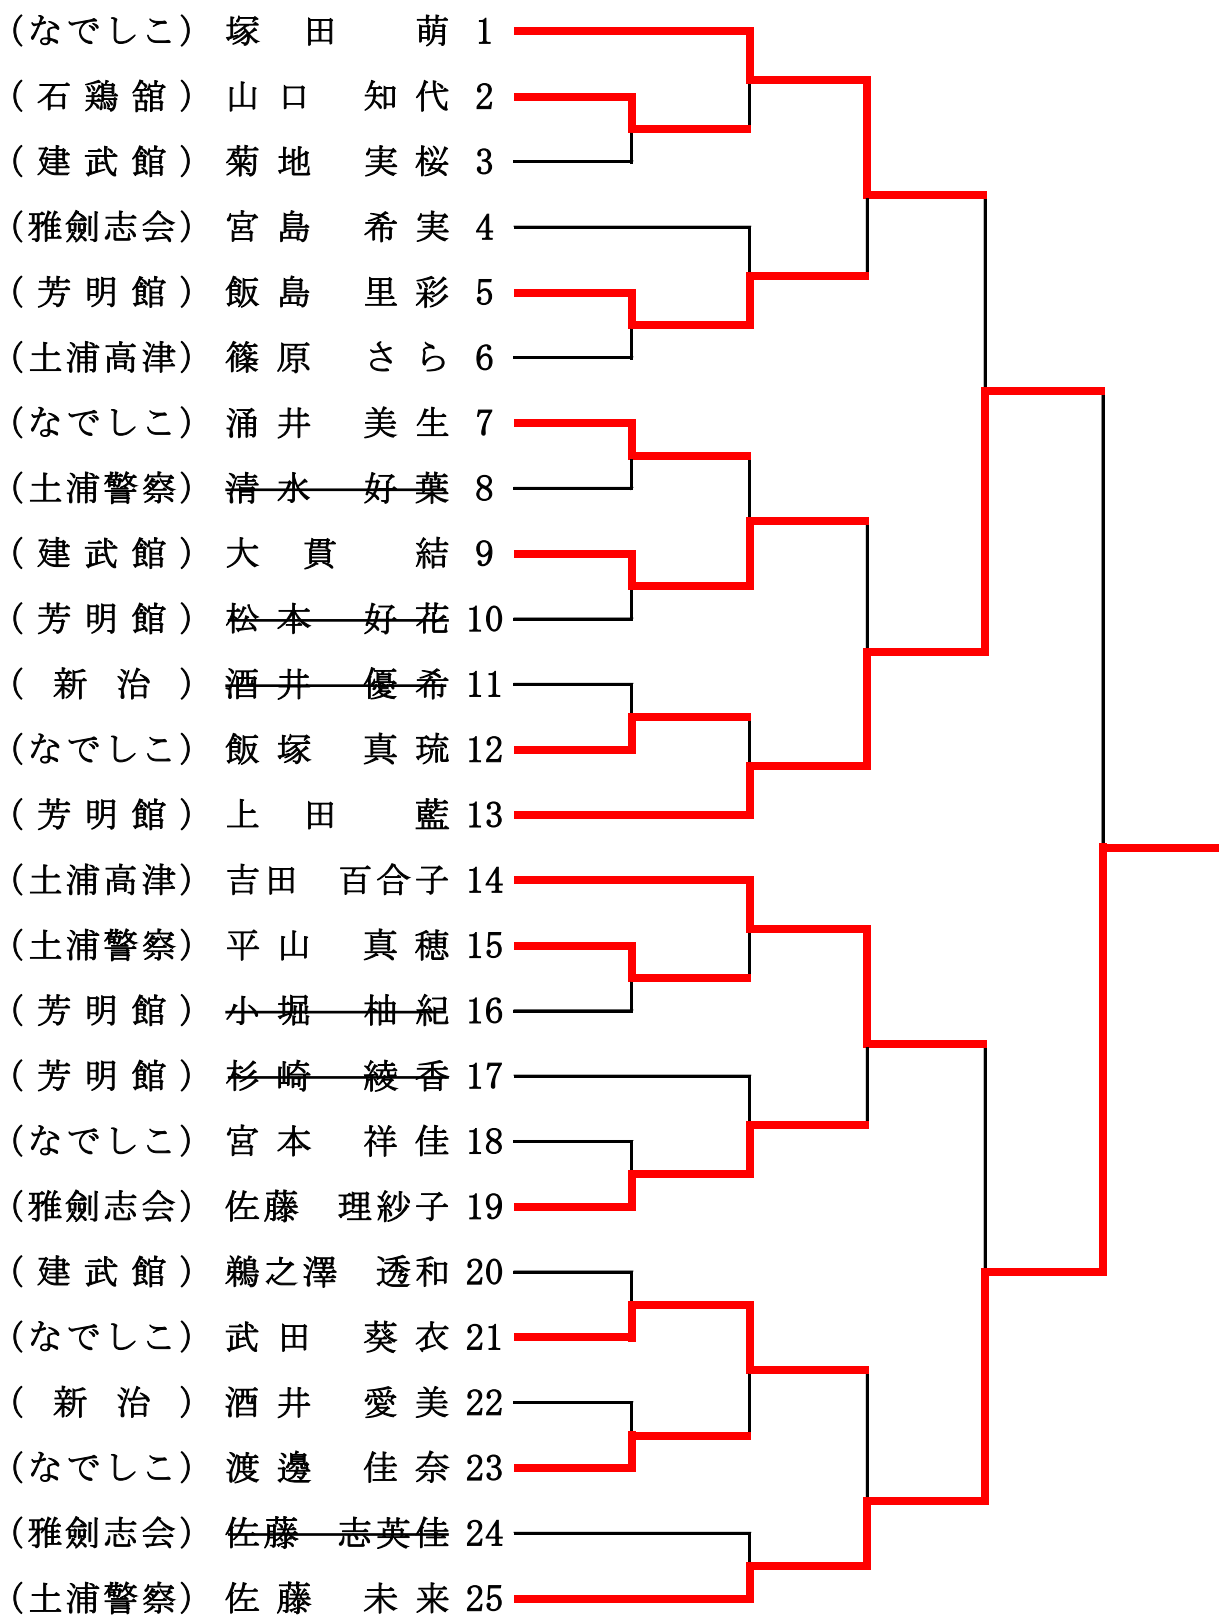 (なでしこ) 塚田 萌 1
(石鶏舘) 山口 知代 2
(建武館) 菊地 実桜 3
(雅劍志会) 宮島 希実 4
(芳明館) 飯島 里彩 5
(土浦高津) 篠原 さら 6
(なでしこ) 涌井 美生 7
(土浦警察) 清水 好葉 8
(建武館) 大貫 結 9
(芳明館) 松本 好花 10
(新治) 酒井 優希 11
(なでしこ) 飯塚 真琉 12
(芳明館) 上田 藍 13
(土浦高津) 吉田 百合子 14
(土浦警察) 平山 真穂 15
(芳明館) 小堀 柚紀 16
(芳明館) 杉崎 綾香 17
(なでしこ) 宮本 祥佳 18
(雅劍志会) 佐藤 理紗子 19
(建武館) 鵜之澤 透和 20
(なでしこ) 武田 葵衣 21
(新治) 酒井 愛美 22
(なでしこ) 渡邊 佳奈 23
(雅劍志会) 佐藤 志英佳 24
(土浦警察) 佐藤 未来 25